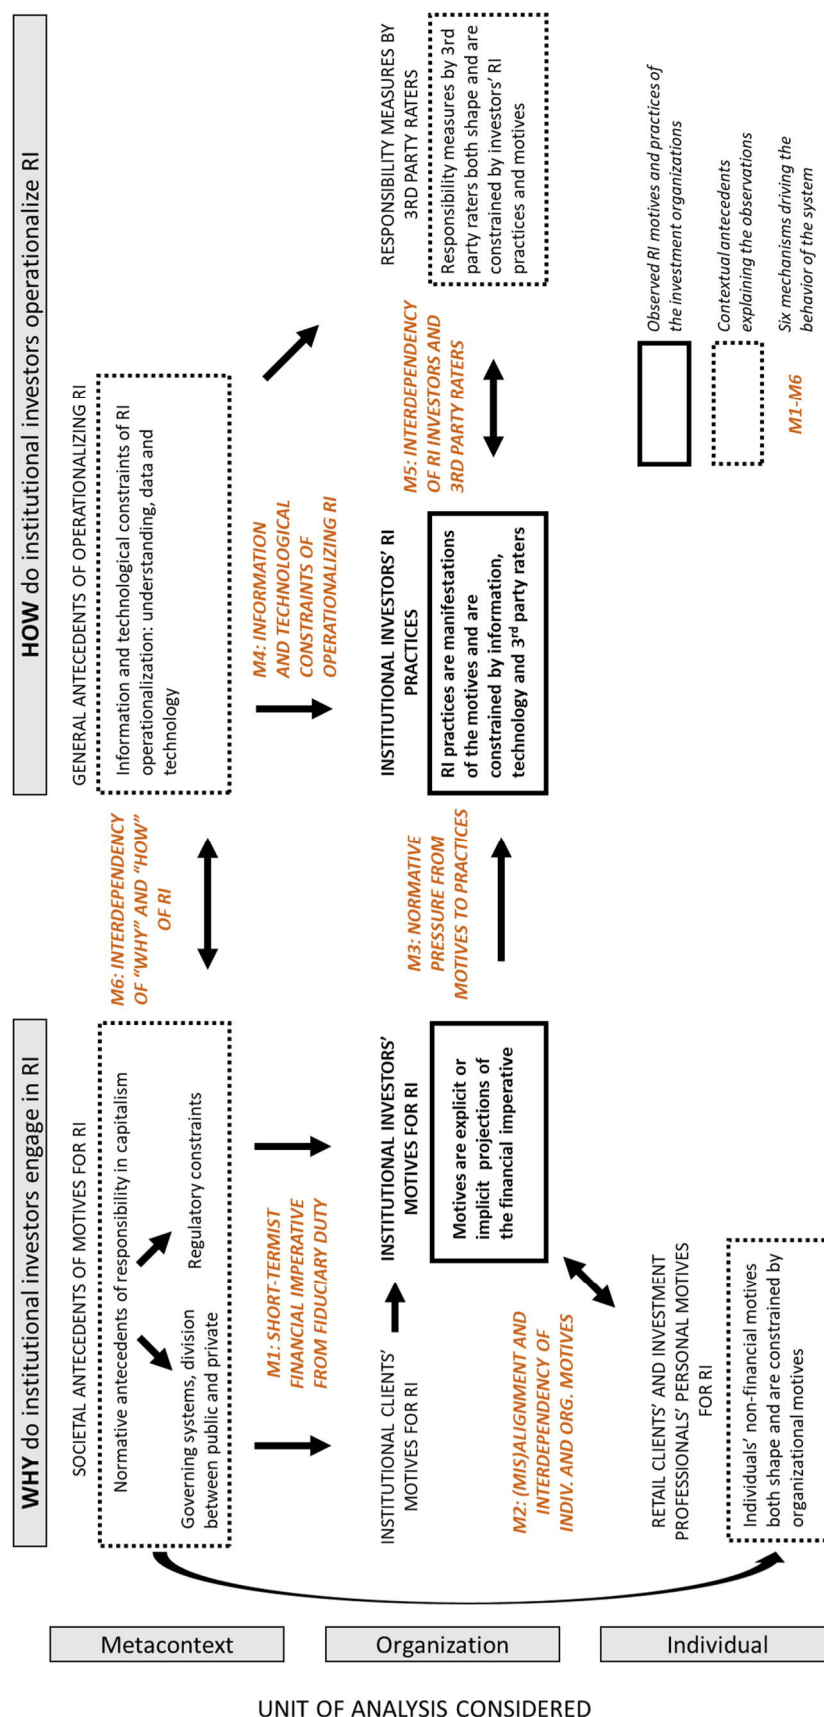 WHY do institutional investors engage in RI
HOW do institutional investors operationalize RI
SOCIETAL ANTECEDENTS OF MOTIVES FOR RI
Normative antecedents of responsibility in capitalism
Governing systems, division
between public and private
Regulatory constraints
M6: INTERDEPENDENCY
OF “WHY” AND “HOW”
OF RI
GENERAL ANTECEDENTS OF OPERATIONALIZING RI
Information and technological constraints of RI
operationalization: understanding, data and
technology
M1: SHORT-TERMIST
FINANCIAL IMPERATIVE
FROM FIDUCIARY DUTY
M4: INFORMATION
AND TECHNOLOGICAL
CONSTRAINTS OF
OPERATIONALIZING RI
INSTITUTIONAL CLIENTS’
MOTIVES FOR RI
INSTITUTIONAL INVESTORS’
MOTIVES FOR RI
Motives are explicit or
implicit projections of
the financial imperative
M3: NORMATIVE
PRESSURE FROM
MOTIVES TO PRACTICES
INSTITUTIONAL INVESTORS’ RI
PRACTICES
RI practices are manifestations
of the motives and are
constrained by information,
technology and 3rd party raters
M5: INTERDEPENDENCY
OF RI INVESTORS AND
3RD PARTY RATERS
RESPONSIBILITY MEASURES BY
3RD PARTY RATERS
Responsibility measures by 3rd
party raters both shape and are
constrained by investors’ RI
practices and motives
M2: (MIS)ALIGNMENT AND
INTERDEPENDENCY OF
INDIV. AND ORG. MOTIVES
RETAIL CLIENTS’ AND INVESTMENT
PROFESSIONALS’ PERSONAL MOTIVES
FOR RI
Individuals’ non-financial motives
both shape and are constrained by
organizational motives
Observed RI motives and practices of
the investment organizations
Contextual antecedents
explaining the observations
M1-M6
Six mechanisms driving the
behavior of the system
Metacontext
Organization
Individual
UNIT OF ANALYSIS CONSIDERED